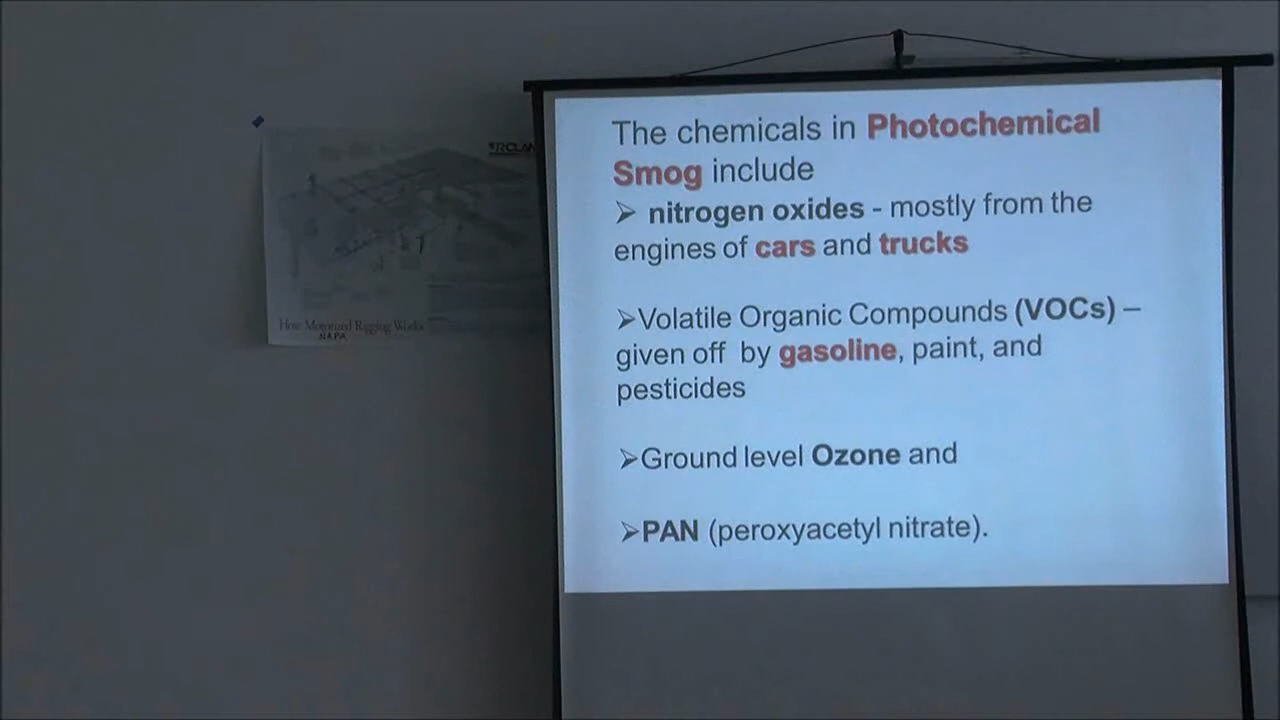 The chemicals in Photochemical
Smog include
➢ nitrogen oxides - mostly from the
engines of cars and trucks
➢Volatile Organic Compounds (VOCs) –
given off by gasoline, paint, and
pesticides
➢Ground level Ozone and
➢PAN (peroxyacetyl nitrate).
How Motorized Rigging Works
NAPA